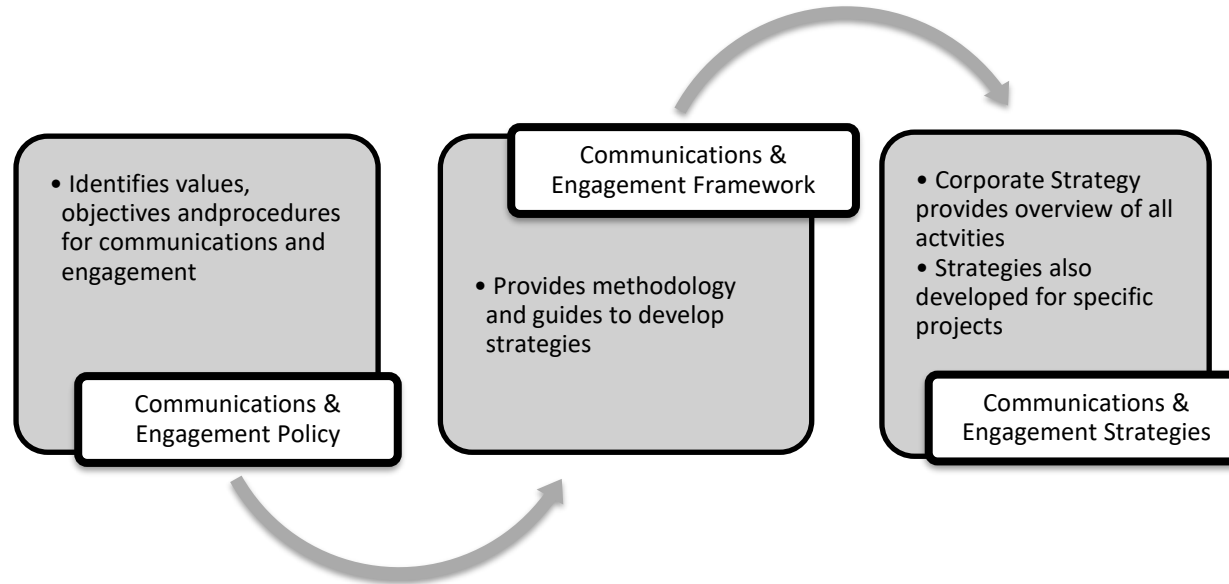 • Identifies values,
objectives andprocedures
for communications and
engagement
Communications &
Engagement Policy
Communications &
Engagement Framework
• Provides methodology
and guides to develop
strategies
• Corporate Strategy
provides overview of all
actvities
• Strategies also
developed for specific
projects
Communications &
Engagement Strategies